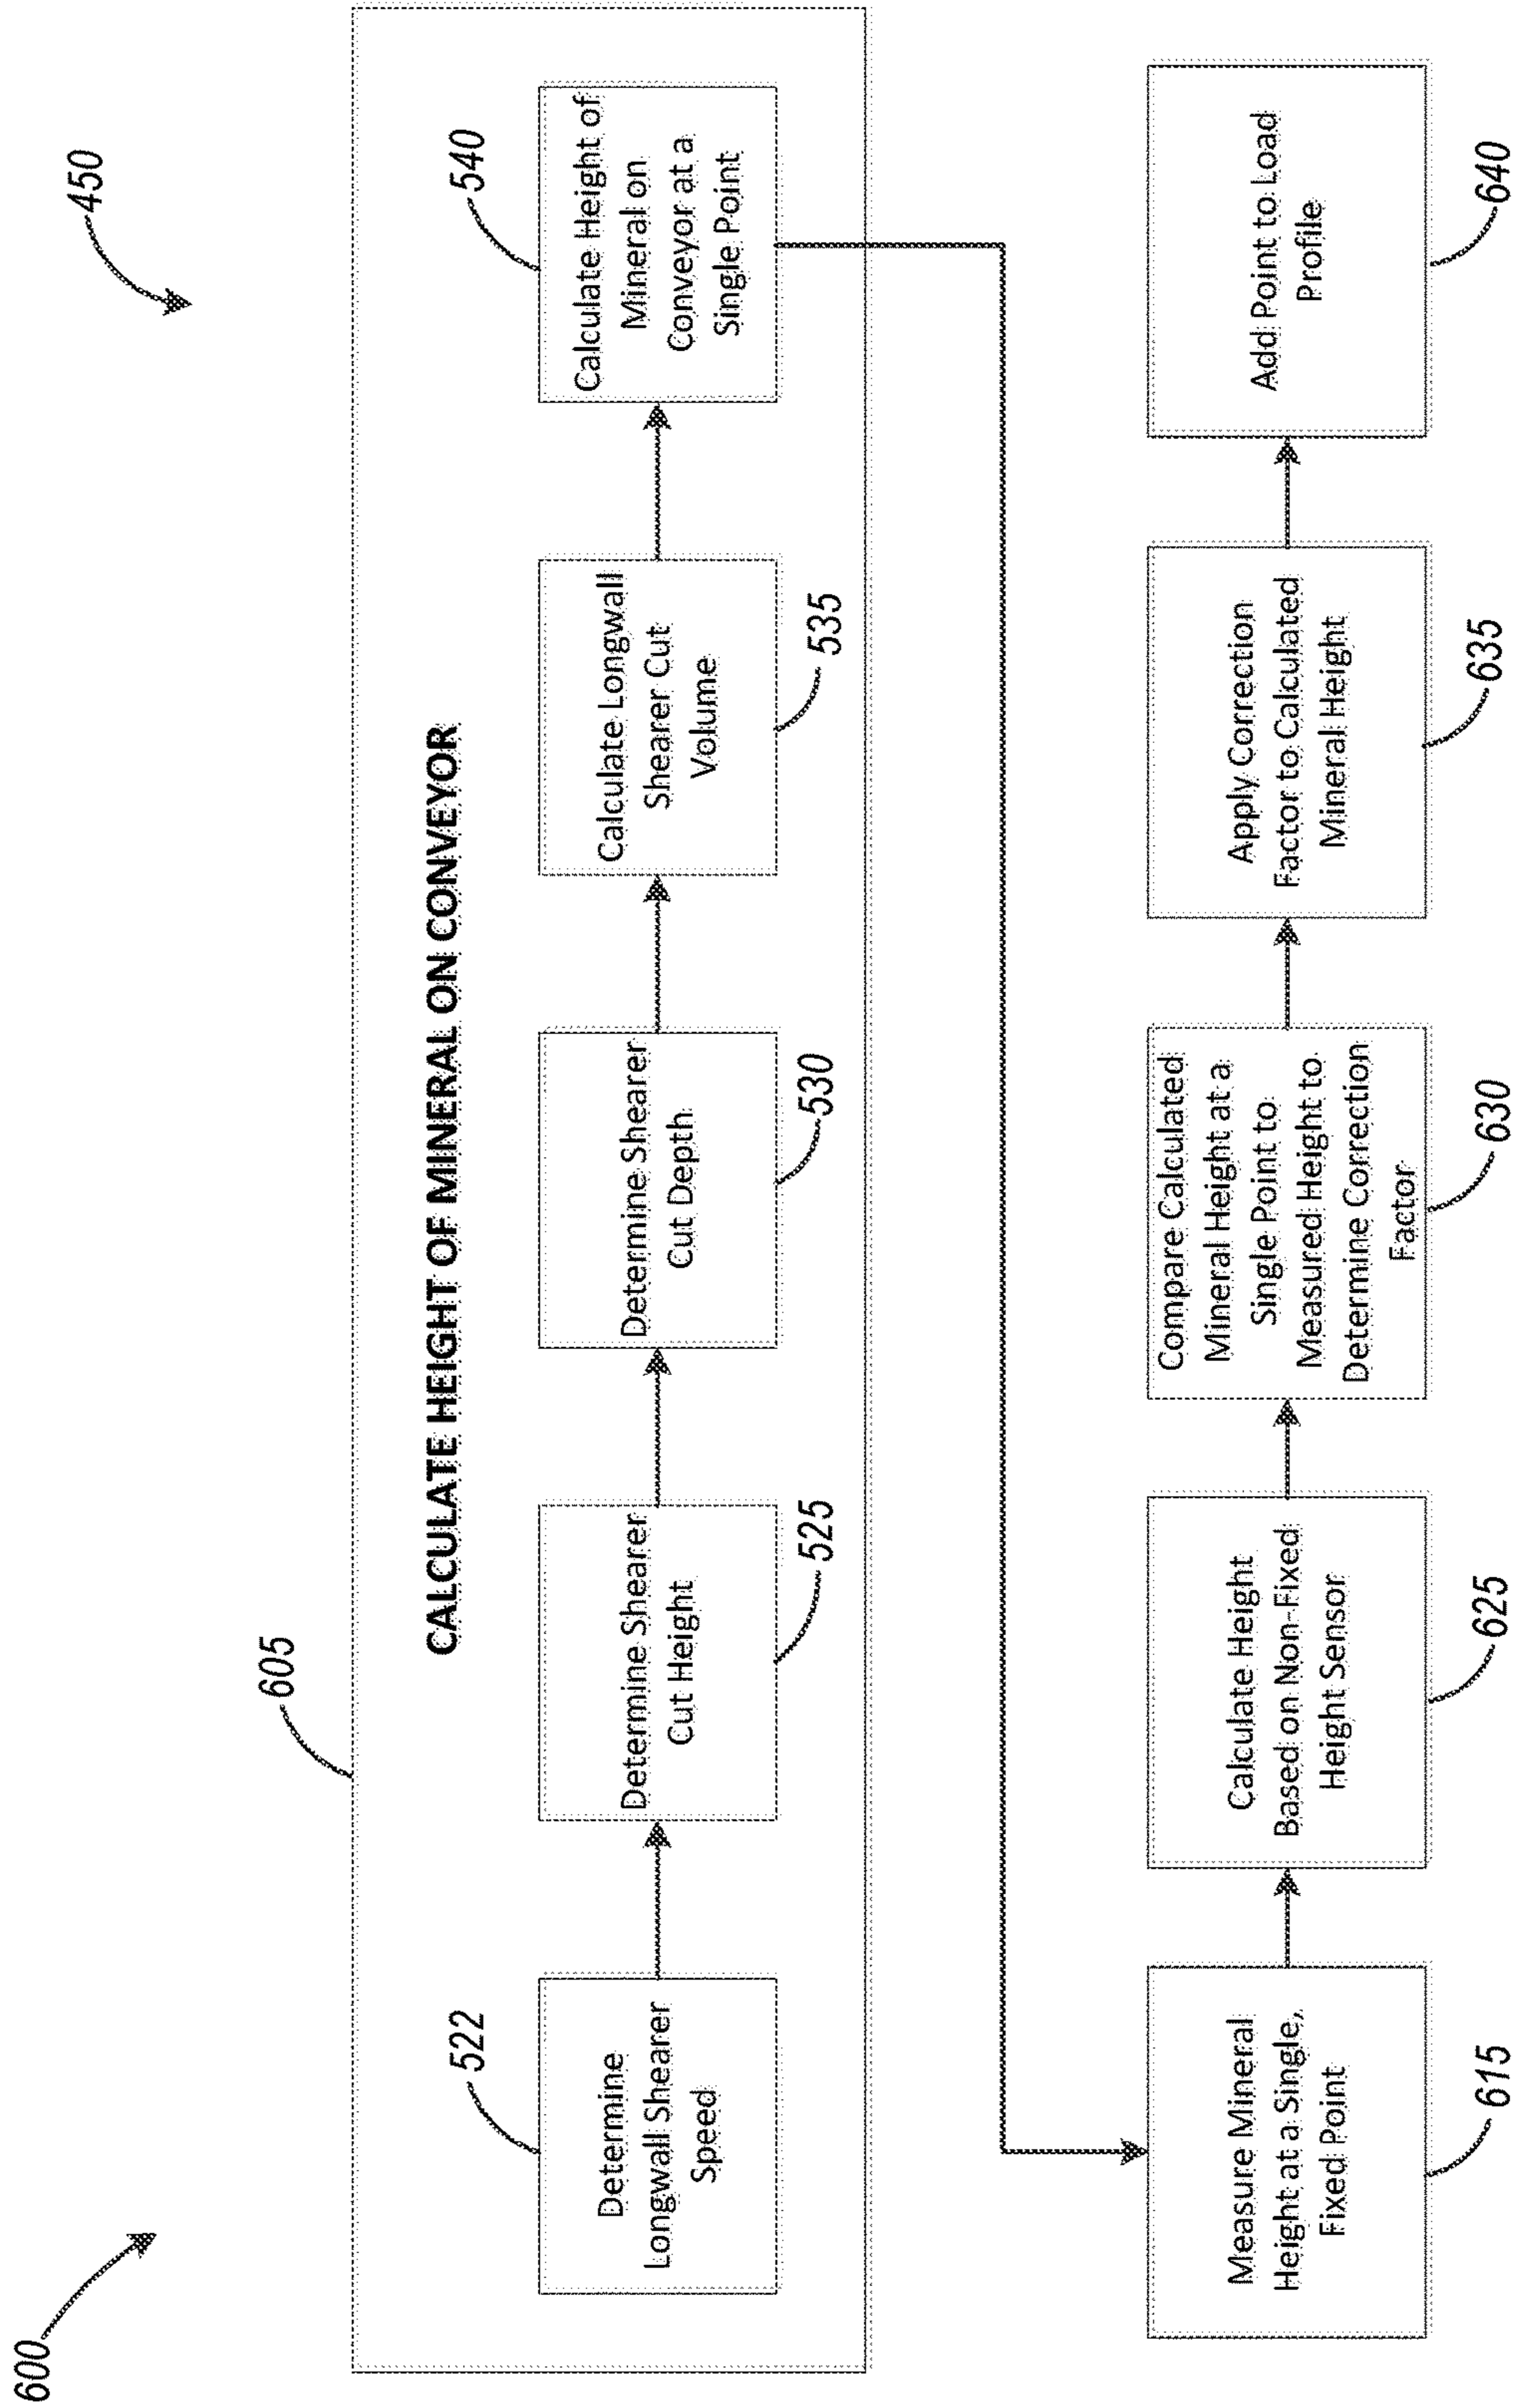 600
450
605
CALCULATE HEIGHT OF MINERAL ON CONVEYOR
522
Determine
Longwall Shearer
Speed
Determine Shearer
Cut Height
525
Determine Shearer
Cut Depth
530
Calculate Longwall
Shearer Cut
Volume
535
540
Calculate Height of
Mineral on
Conveyor at a
Single Point
Measure Mineral
Height at a Single,
Fixed Point
615
Calculate Height
Based on Non-Fixed
Height Sensor
625
Compare Calculated
Mineral Height at a
Single Point to
Measured Height to
Determine Correction
Factor
630
Apply Correction
Factor to Calculated
Mineral Height
635
Add Point to Load
Profile
640